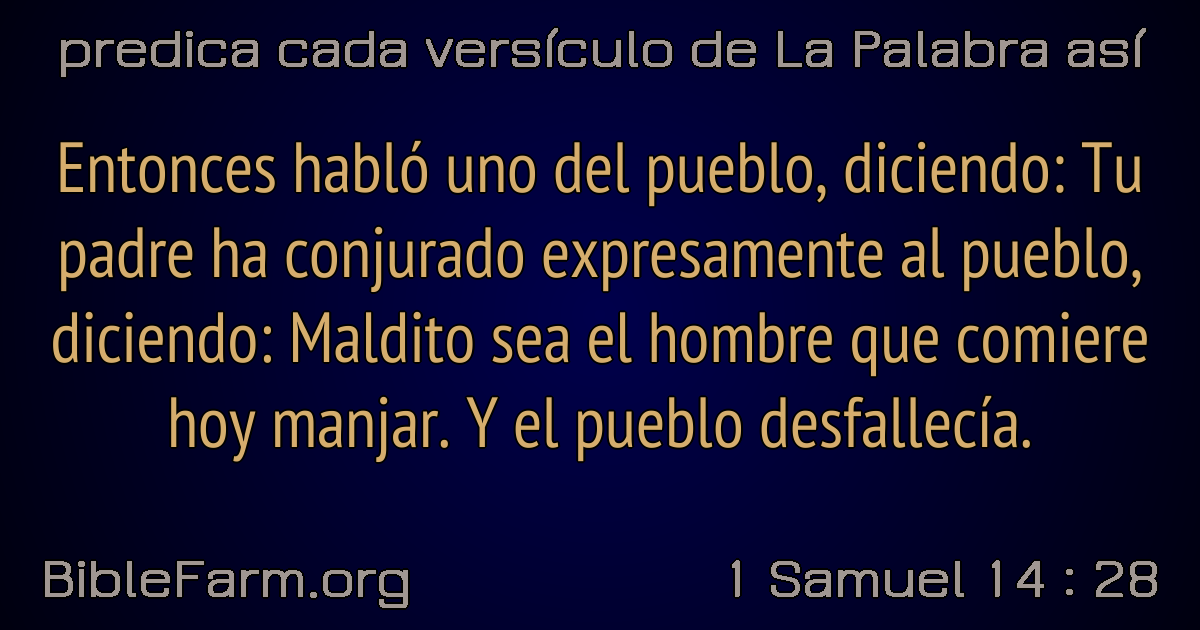 predica cada versículo de La Palabra así
Entonces habló uno del pueblo, diciendo: Tu
padre ha conjurado expresamente al pueblo,
diciendo: Maldito sea el hombre que comiere
hoy manjar. Y el pueblo desfallecía.
BibleFarm.org
1 Samuel 14 : 28